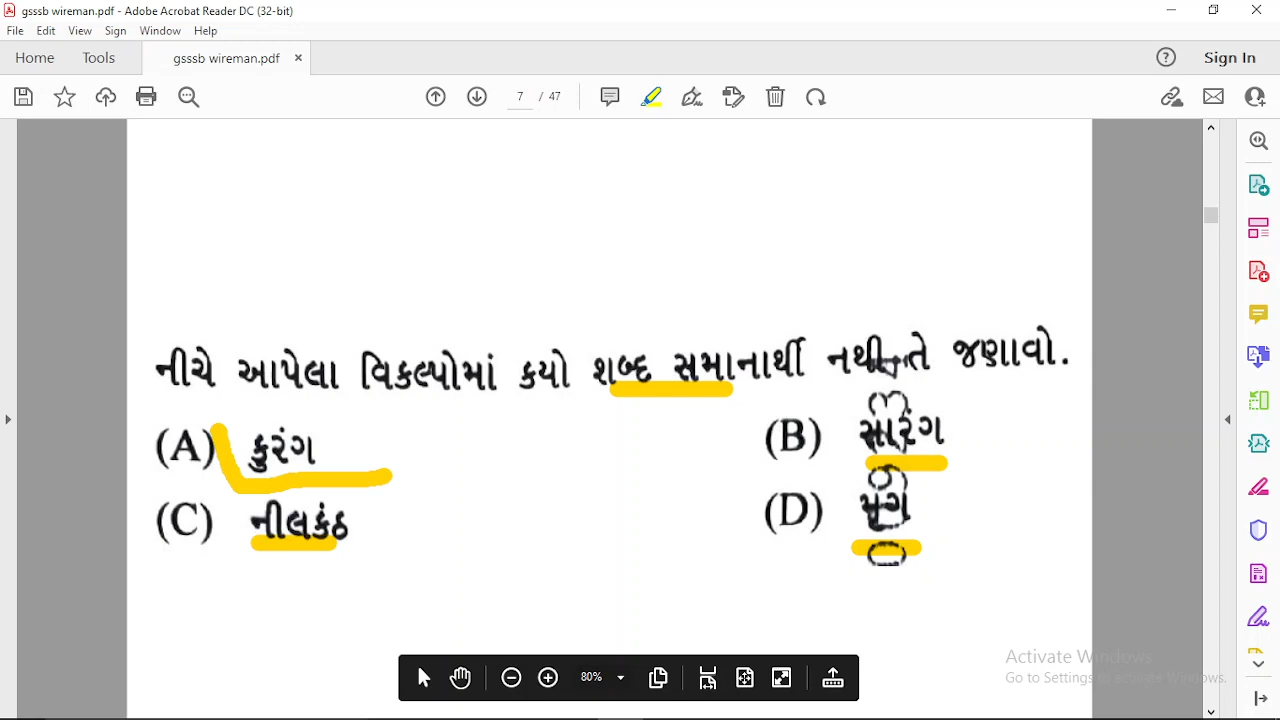 gsssb wireman.pdf - Adobe Acrobat Reader DC (32-bit)
File Edit View Sign Window Help
Home Tools gsssb wireman.pdf × Sign In
7 / 47
નીચે આપેલા વિકલ્પોમાં કયો શબ્દ સમાનાર્થી નથી તે જણાવો.
(A) કુરંગ (B) સારંગ
(C) નીલકંઠ (D) મૃગ
80%
Activate Windows
Go to Settings to activate Windows.